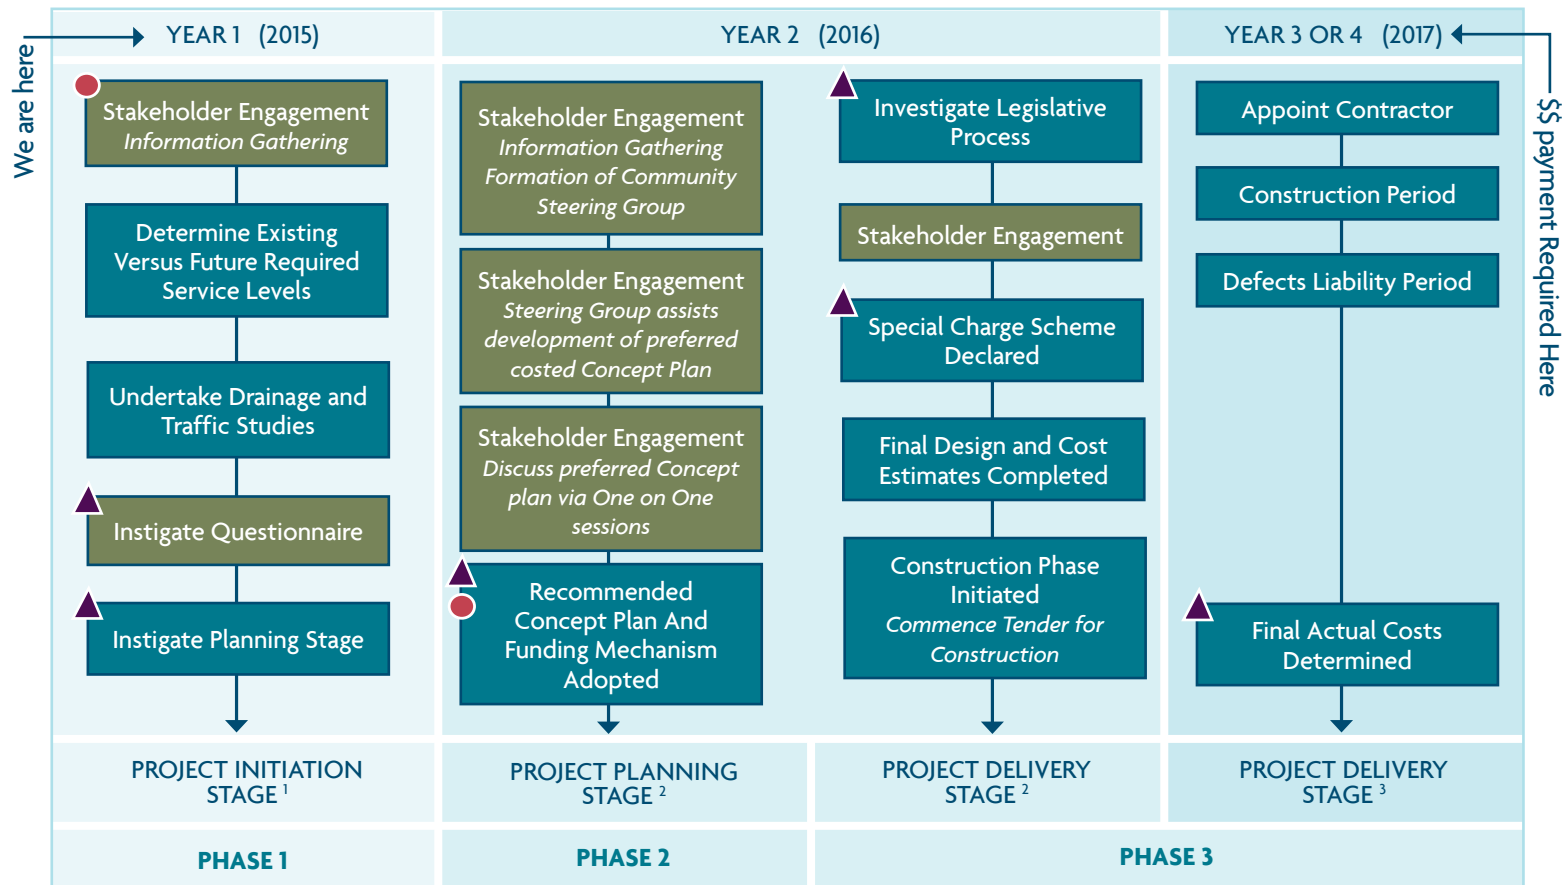 We are here
YEAR 1 (2015)
YEAR 2 (2016)
YEAR 3 OR 4 (2017)
$$ payment Required Here
Stakeholder Engagement
Information Gathering
Determine Existing
Versus Future Required
Service Levels
Undertake Drainage and
Traffic Studies
Instigate Questionnaire
Instigate Planning Stage
Stakeholder Engagement
Information Gathering
Formation of Community
Steering Group
Stakeholder Engagement
Steering Group assists
development of preferred
costed Concept Plan
Stakeholder Engagement
Discuss preferred Concept
plan via One on One
sessions
Recommended
Concept Plan And
Funding Mechanism
Adopted
Investigate Legislative
Process
Stakeholder Engagement
Special Charge Scheme
Declared
Final Design and Cost
Estimates Completed
Construction Phase
Initiated
Commence Tender for
Construction
Appoint Contractor
Construction Period
Defects Liability Period
Final Actual Costs
Determined
PROJECT INITIATION
STAGE 1
PROJECT PLANNING
STAGE 2
PROJECT DELIVERY
STAGE 2
PROJECT DELIVERY
STAGE 3
PHASE 1
PHASE 2
PHASE 3